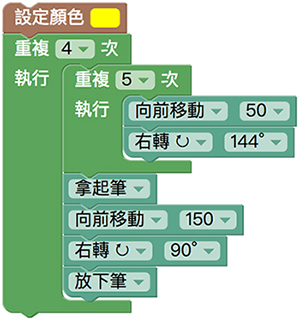 設定顏色
重複 4 次
執行 重複 5 次
執行 向前移動 50
右轉 ↻ 144°
拿起筆
向前移動 150
右轉 ↻ 90°
放下筆